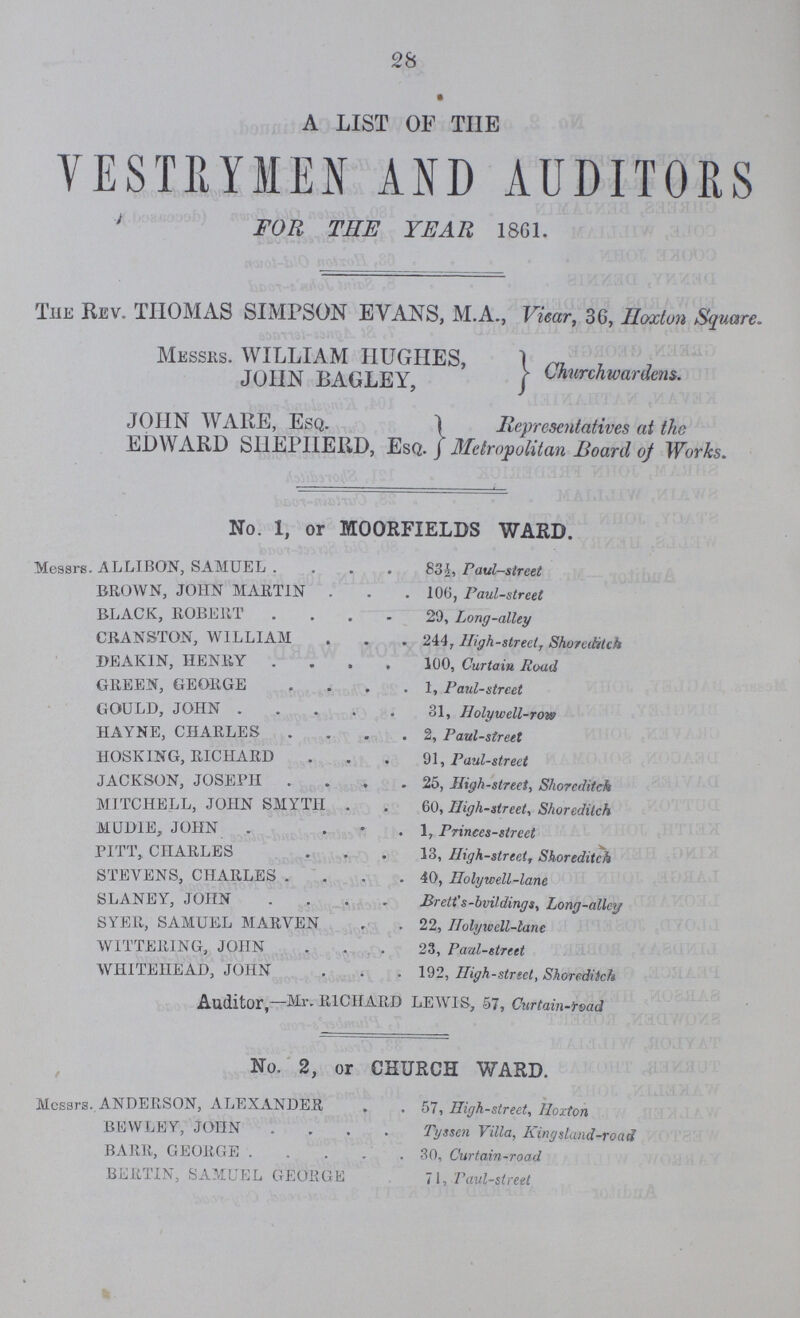 28
A LIST OF THE
VESTRYMEN AND AUDITORS
FOR THE YEAR 1861.
THE REV. THOMAS SIMPSON EVANS, M.A., Vicar, 36, Hoxton Square.
MESSRS. WILLIAM HUGHES,
JOHN BAGLEY, } Churchwardens.
JOHN WARE, ESQ.
EDWARD SHEPHERD, ESQ. } Representatives at the Metropolitan Board of Works.
No. 1, or MOORFIELDS WARD.
Messrs. ALLIBON, SAMUEL . . . . 83½, Paul-street
BROWN, JOHN MARTIN . . . 106, Paul-street
BLACK, ROBERT . . . . 29, Long-alley
CRANSTON, WILLIAM . . . 244, High-street, Shoreditch
DEAKIN, HENRY . . . . 100, Curtain Road
GREEN, GEORGE . . . . 1, Paul-street
GOULD, JOHN . . . . . 31, Holywell-row
HAYNE, CHARLES . . . . 2, Paul-street
HOSKING, RICHARD . . . 91, Paul-street
JACKSON, JOSEPH . . . . 25, High-street, Shoreditch
MITCHELL, JOHN SMYTH . . 60, High-street, Shoreditch
MUDIE, JOHN . . . . 1, Princes-street
PITT, CHARLES . . . 13, High-street, Shoreditch
STEVENS, CHARLES . . . . 40, Holywell-lane
SLANEY, JOHN . . . . Brett's-bvildings, Long-alley
SYER, SAMUEL MARVEN . . 22, Holywell-lane
WITTERING, JOHN . . . 23, Paul-street
WHITEHEAD, JOHN . . . 192, High-street, Shoreditch
Auditor,—Mr. RICHARD LEWIS, 57, Curtain-road
No. 2, or CHURCH WARD.
Messrs. ANDERSON, ALEXANDER . . 57, High-street, Hoxton
BEWLEY, JOHN . . . . Tyssen Villa, Kingsland-road
BARR, GEORGE . . . . . 30, Curtain-road
BERTIN, SAMUEL GEORGE 71, Paul-street